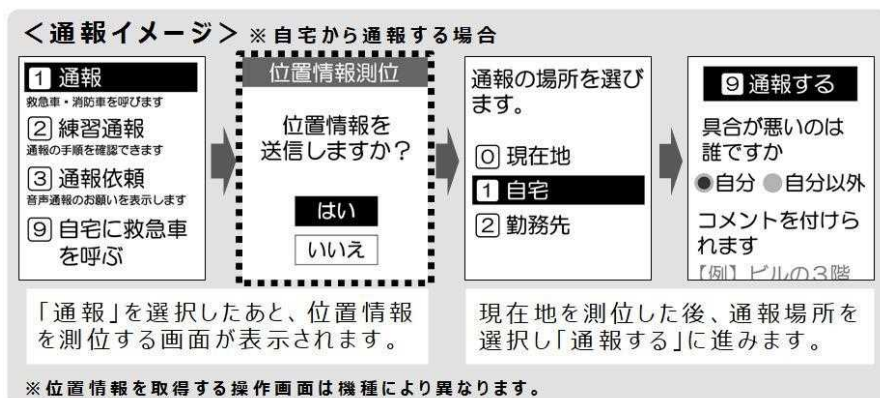 ＜通報イメージ＞ ※自宅から通報する場合
1 通報
救急車・消防車を呼びます
2 練習通報
通報の手順を確認できます
3 通報依頼
音声通報のお願いを表示します
9 自宅に救急車
を呼ぶ
位置情報測位
位置情報を
送信しますか？
はい
いいえ
通報の場所を選び
ます。
0 現在地
1 自宅
2 勤務先
9 通報する
具合が悪いのは
誰ですか
自分 自分以外
コメントを付けら
れます
【例】ビルの３階
「通報」を選択したあと、位置情報
を測位する画面が表示されます。
現在地を測位した後、通報場所を
選択し「通報する」に進みます。
※位置情報を取得する操作画面は機種により異なります。